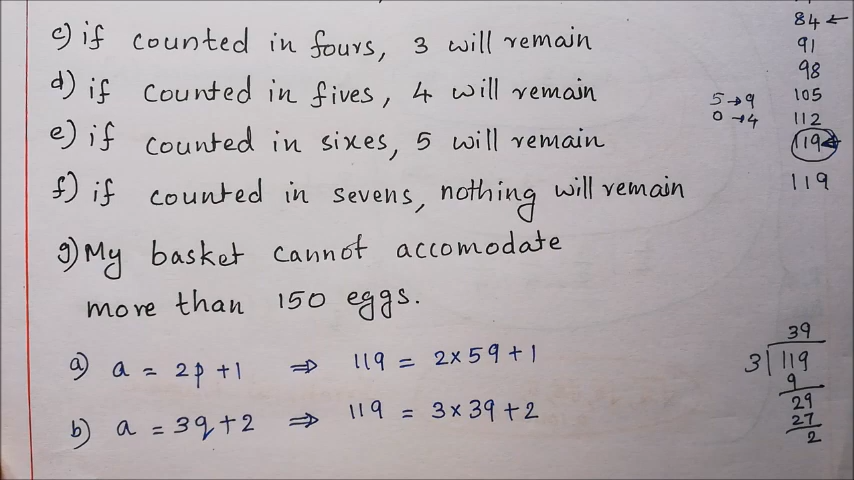 c) if counted in fours, 3 will remain
d) if counted in fives, 4 will remain
e) if counted in sixes, 5 will remain
f) if counted in sevens, nothing will remain
g) My basket cannot accomodate
more than 150 eggs.
a) a = 2p+1 ⇒ 119 = 2×59+1
b) a = 3q+2 ⇒ 119 = 3×39+2
84 ←
91
98
105
112
119 ←
119
5 → 9
0 → 4
39
3 | 119
9
29
27
2